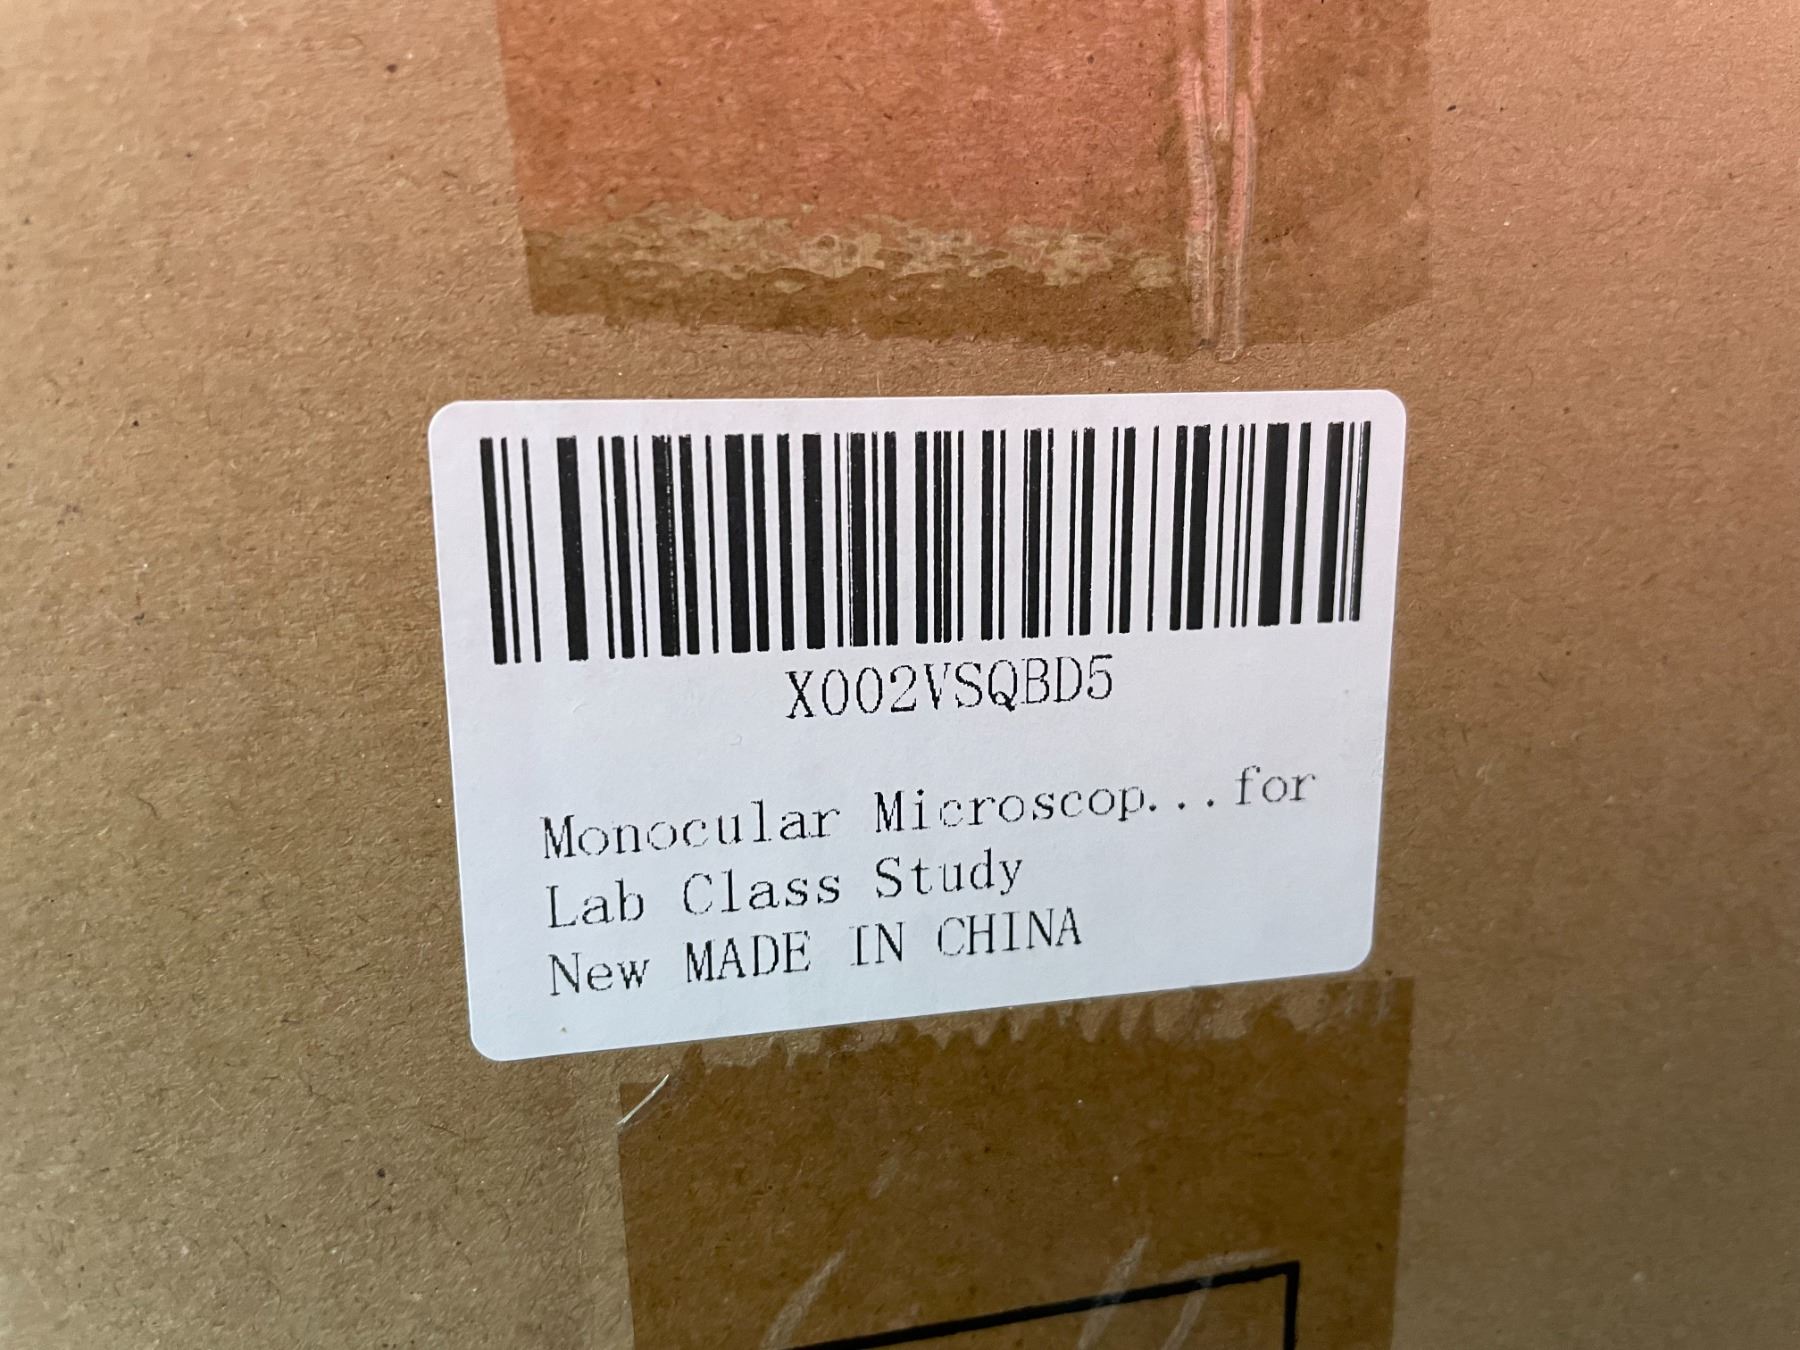 X002VSQBD5
Monocular Microscop...for
Lab Class Study
New MADE IN CHINA